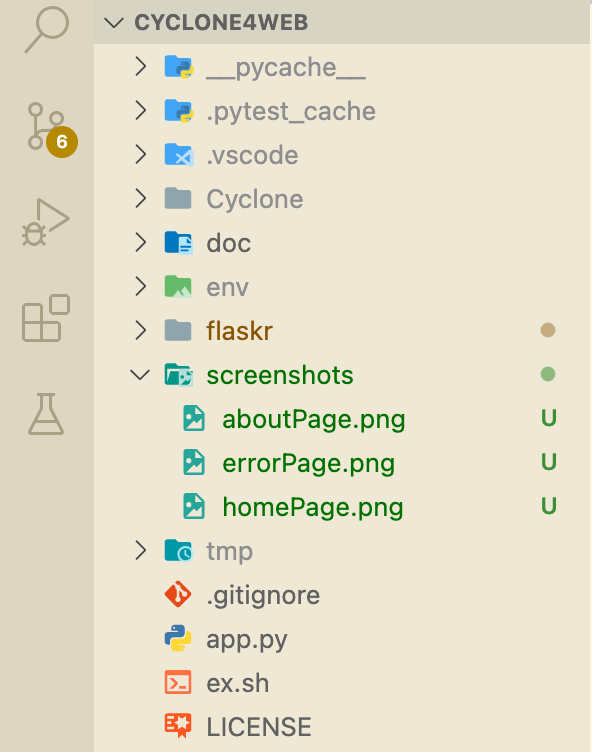 CYCLONE4WEB
__pycache__
.pytest_cache
6
.vscode
Cyclone
doc
env
flaskr
screenshots
aboutPage.png U
errorPage.png U
homePage.png U
tmp
.gitignore
app.py
ex.sh
LICENSE